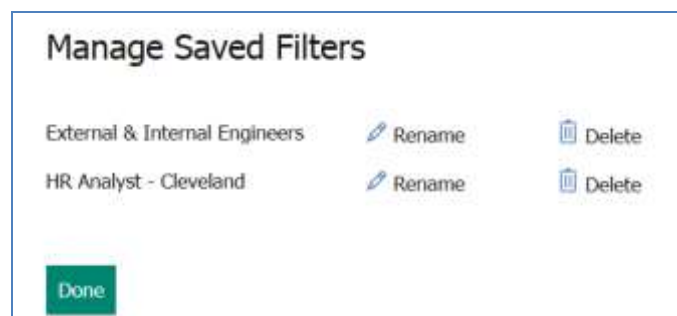 Manage Saved Filters
External & Internal Engineers Rename Delete
HR Analyst - Cleveland Rename Delete
Done